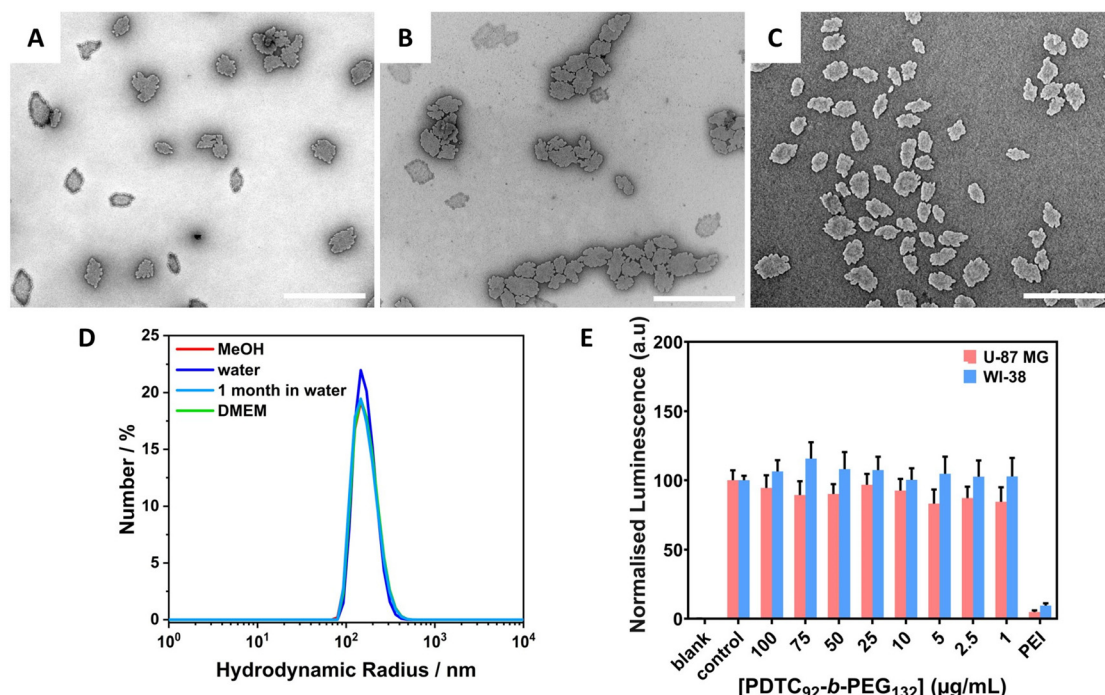 A
B
C
D
25
20
15
10
5
0
Number / %
MeOH
water
1 month in water
DMEM
10⁰
10¹
10²
10³
10⁴
Hydrodynamic Radius / nm
E
200
150
100
50
0
Normalised Luminescence (a.u)
U-87 MG
WI-38
blank
control
100
75
50
25
10
5
2.5
1
PEI
[PDTC₉₂-b-PEG₁₃₂] (µg/mL)